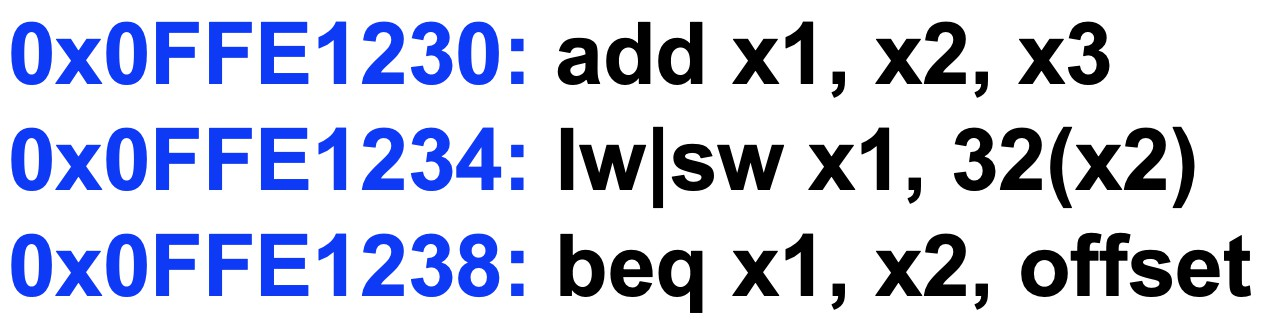 0x0FFE1230: add x1, x2, x3
0x0FFE1234: lw|sw x1, 32(x2)
0x0FFE1238: beq x1, x2, offset